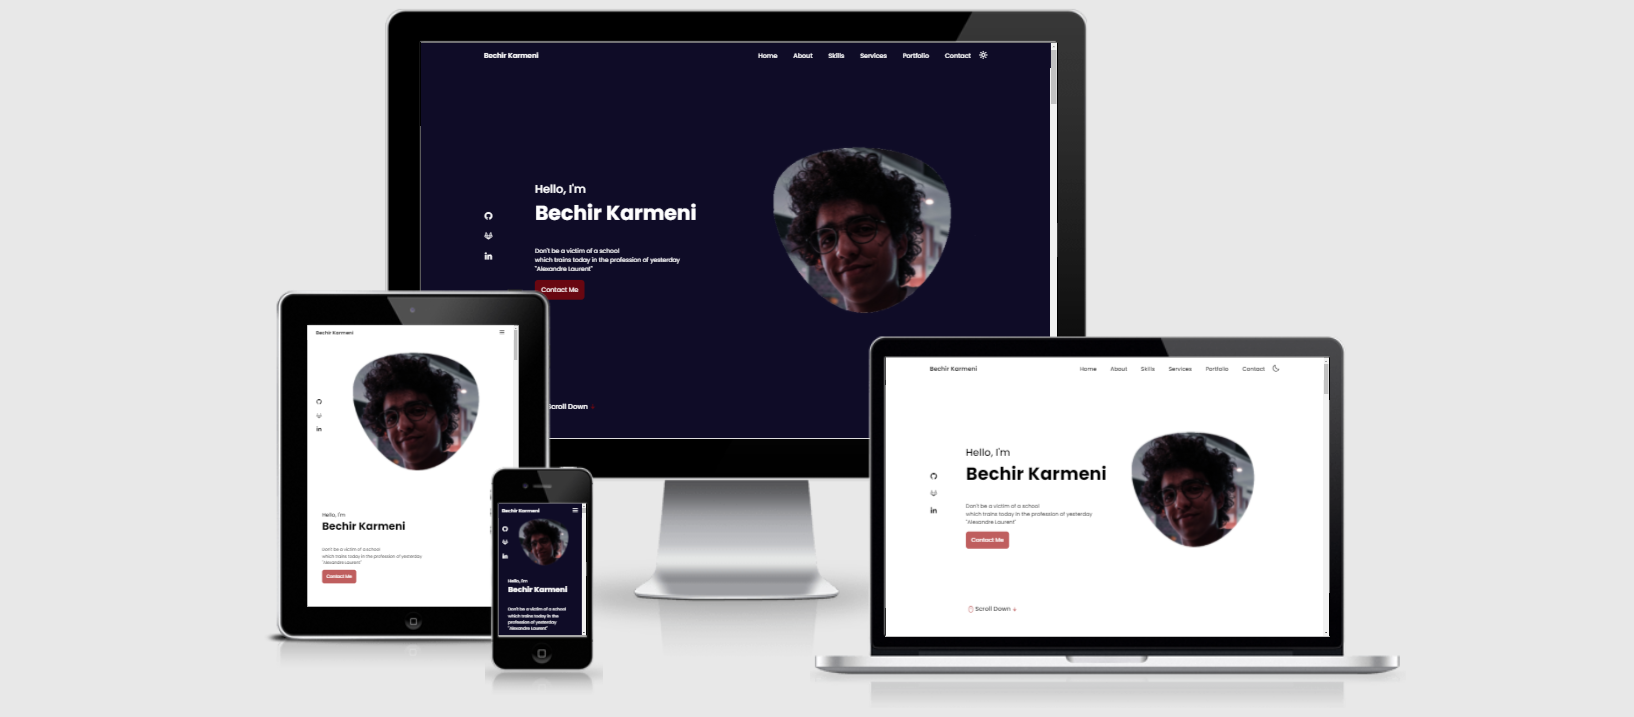 Bechir Karmeni
Home About Skills Services Portfolio Contact
Hello, I'm
Bechir Karmeni
Don't be a victim of a school
which trains today in the profession of yesterday
"Alexandre Laurent"
Contact Me
Scroll Down
Bechir Karmeni
Hello, I'm
Bechir Karmeni
Don't be a victim of a school
which trains today in the profession of yesterday
"Alexandre Laurent"
Contact Me
Bechir Karmeni
Hello, I'm
Bechir Karmeni
Don't be a victim of a school
which trains today in the
profession of yesterday
"Alexandre Laurent"
Bechir Karmeni
Home About Skills Services Portfolio Contact
Hello, I'm
Bechir Karmeni
Don't be a victim of a school
which trains today in the profession of yesterday
"Alexandre Laurent"
Contact Me
Scroll Down